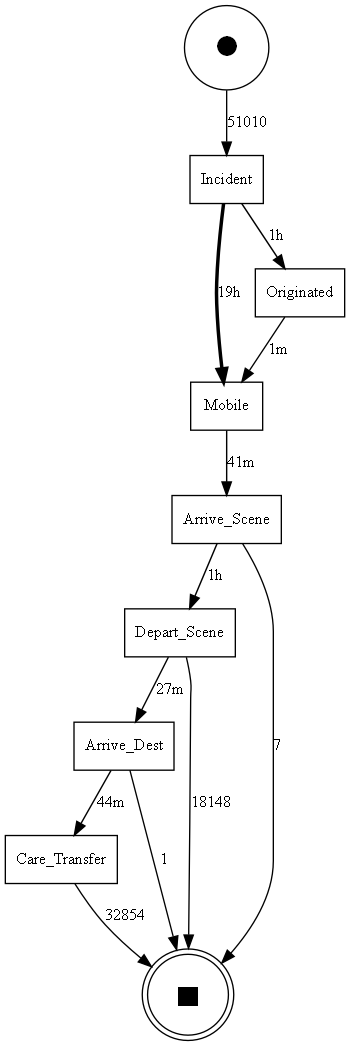 51010
Incident
1h
Originated
19h
1m
Mobile
41m
Arrive_Scene
1h
Depart_Scene
27m
Arrive_Dest
7
44m
18148
Care_Transfer
1
32854